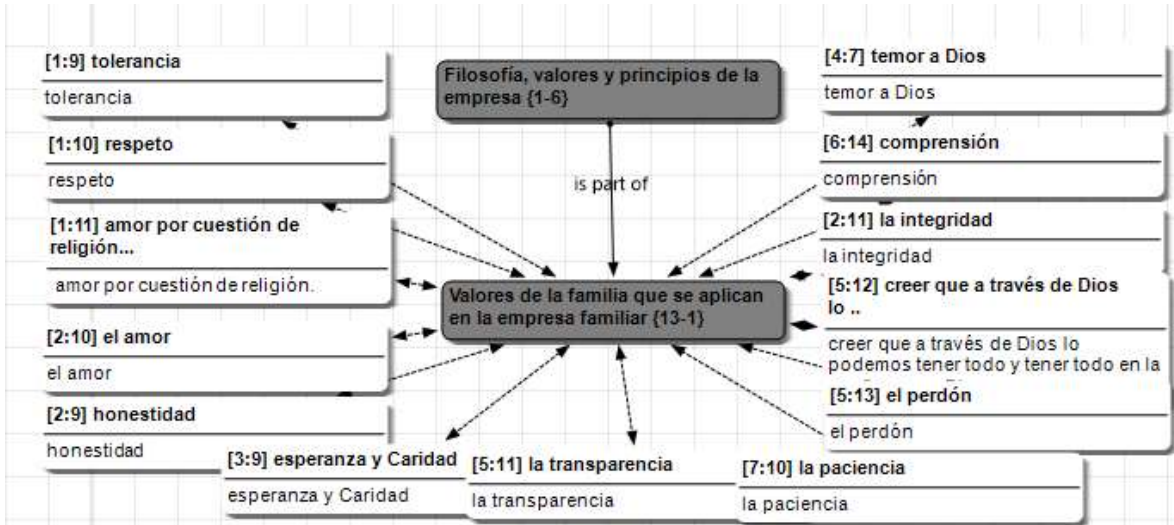 [1:9] tolerancia
tolerancia
[1:10] respeto
respeto
[1:11] amor por cuestión de
religión...
amor por cuestión de religión.
[2:10] el amor
el amor
[2:9] honestidad
honestidad
Filosofía, valores y principios de la
empresa {1-6}
is part of
Valores de la familia que se aplican
en la empresa familiar {13-1}
[4:7] temor a Dios
temor a Dios
[6:14] comprensión
comprensión
[2:11] la integridad
la integridad
[5:12] creer que a través de Dios
lo ..
creer que a través de Dios lo
podemos tener todo y tener todo en la
[5:13] el perdón
el perdón
[3:9] esperanza y Caridad
esperanza y Caridad
[5:11] la transparencia
la transparencia
[7:10] la paciencia
la paciencia